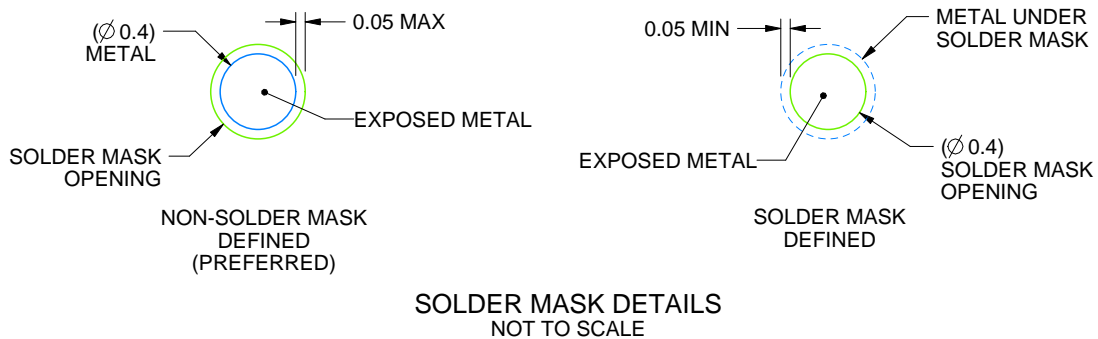 (Ø 0.4)
METAL
0.05 MAX
EXPOSED METAL
SOLDER MASK
OPENING
NON-SOLDER MASK
DEFINED
(PREFERRED)
0.05 MIN
METAL UNDER
SOLDER MASK
EXPOSED METAL
(Ø 0.4)
SOLDER MASK
OPENING
SOLDER MASK
DEFINED
SOLDER MASK DETAILS
NOT TO SCALE